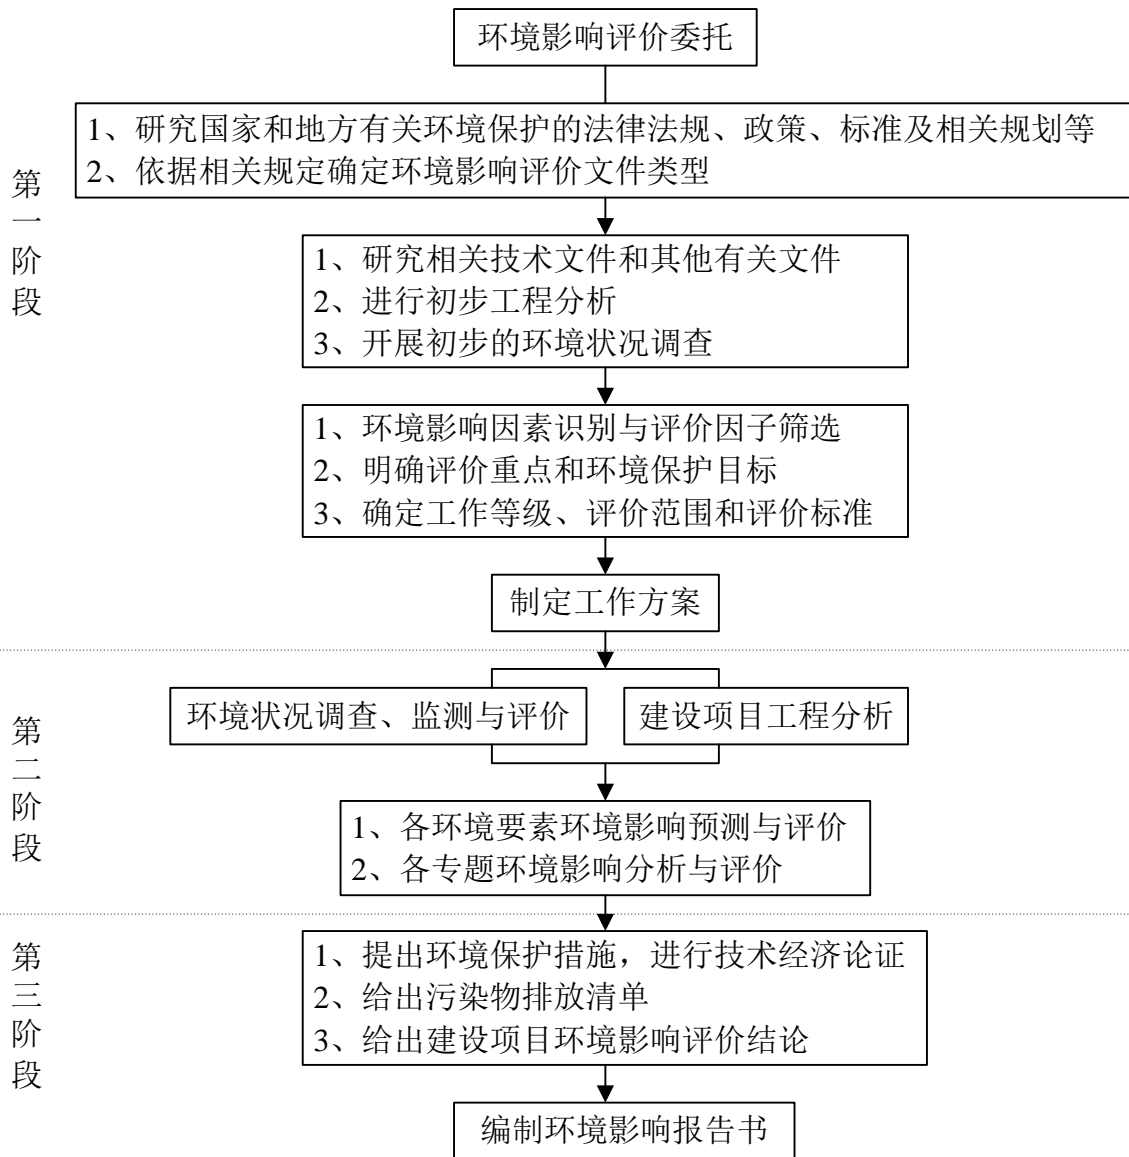 环境影响评价委托
第一阶段
1、研究国家和地方有关环境保护的法律法规、政策、标准及相关规划等
2、依据相关规定确定环境影响评价文件类型
1、研究相关技术文件和其他有关文件
2、进行初步工程分析
3、开展初步的环境状况调查
1、环境影响因素识别与评价因子筛选
2、明确评价重点和环境保护目标
3、确定工作等级、评价范围和评价标准
制定工作方案
第二阶段
环境状况调查、监测与评价
建设项目工程分析
1、各环境要素环境影响预测与评价
2、各专题环境影响分析与评价
第三阶段
1、提出环境保护措施，进行技术经济论证
2、给出污染物排放清单
3、给出建设项目环境影响评价结论
编制环境影响报告书